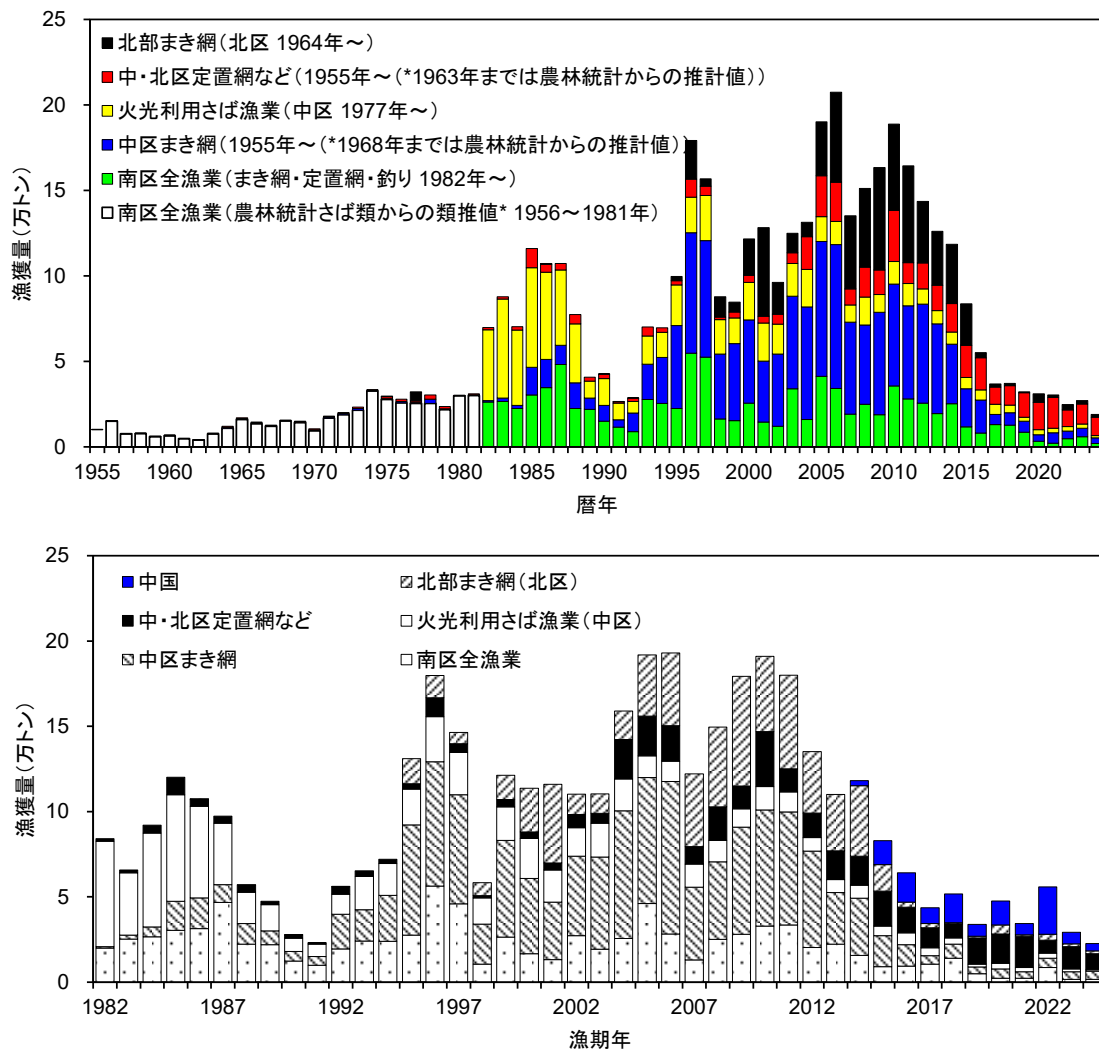 25
20
15
10
5
0
漁獲量(万トン)
北部まき網(北区 1964年~)
中・北区定置網など(1955年~(*1963年までは農林統計からの推計値))
火光利用さば漁業(中区 1977年~)
中区まき網(1955年~(*1968年までは農林統計からの推計値))
南区全漁業(まき網・定置網・釣り 1982年~)
南区全漁業(農林統計さば類からの類推値* 1956~1981年)
1955 1960 1965 1970 1975 1980 1985 1990 1995 2000 2005 2010 2015 2020
暦年
25
20
15
10
5
0
漁獲量(万トン)
中国 北部まき網(北区)
中・北区定置網など 火光利用さば漁業(中区)
中区まき網 南区全漁業
1982 1987 1992 1997 2002 2007 2012 2017 2022
漁期年